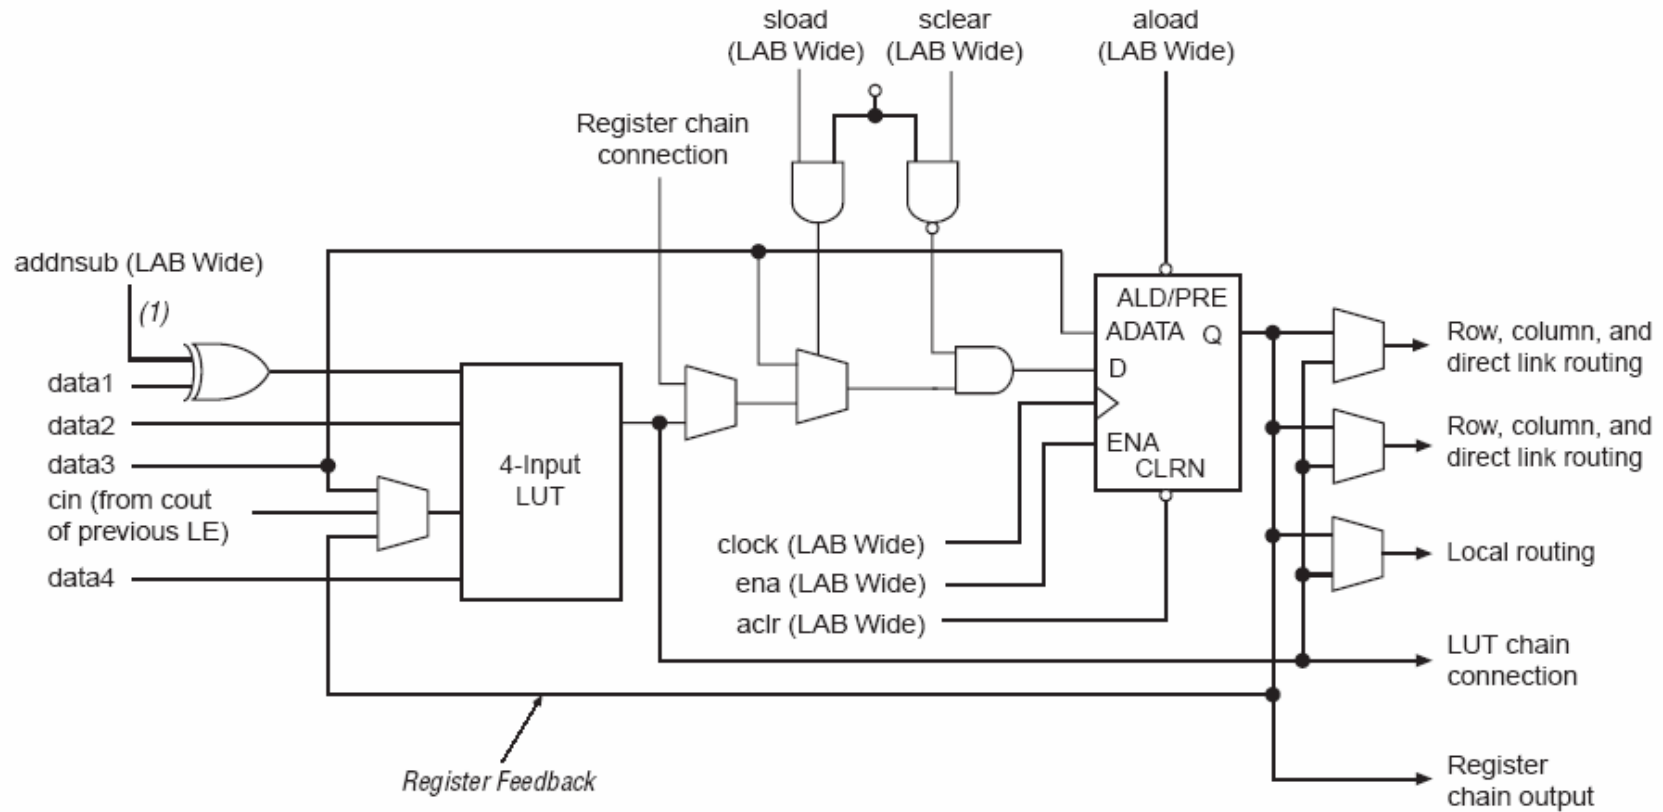 sload
(LAB Wide)
sclear
(LAB Wide)
aload
(LAB Wide)
Register chain
connection
addnsub (LAB Wide)
(1)
data1
data2
data3
cin (from cout
of previous LE)
data4
4-Input
LUT
ALD/PRE
ADATA Q
D
ENA
CLRN
clock (LAB Wide)
ena (LAB Wide)
aclr (LAB Wide)
Row, column, and
direct link routing
Row, column, and
direct link routing
Local routing
LUT chain
connection
Register
chain output
Register Feedback